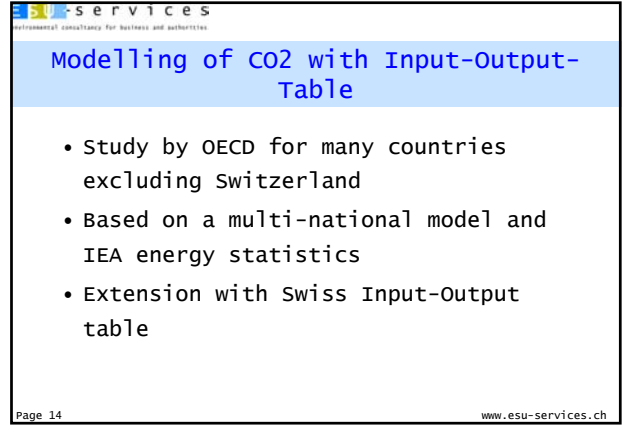 ESU-services
environmental consultancy for business and authorities
Modelling of CO2 with Input-Output-
Table
• Study by OECD for many countries
excluding Switzerland
• Based on a multi-national model and
IEA energy statistics
• Extension with Swiss Input-Output
table
Page 14
www.esu-services.ch